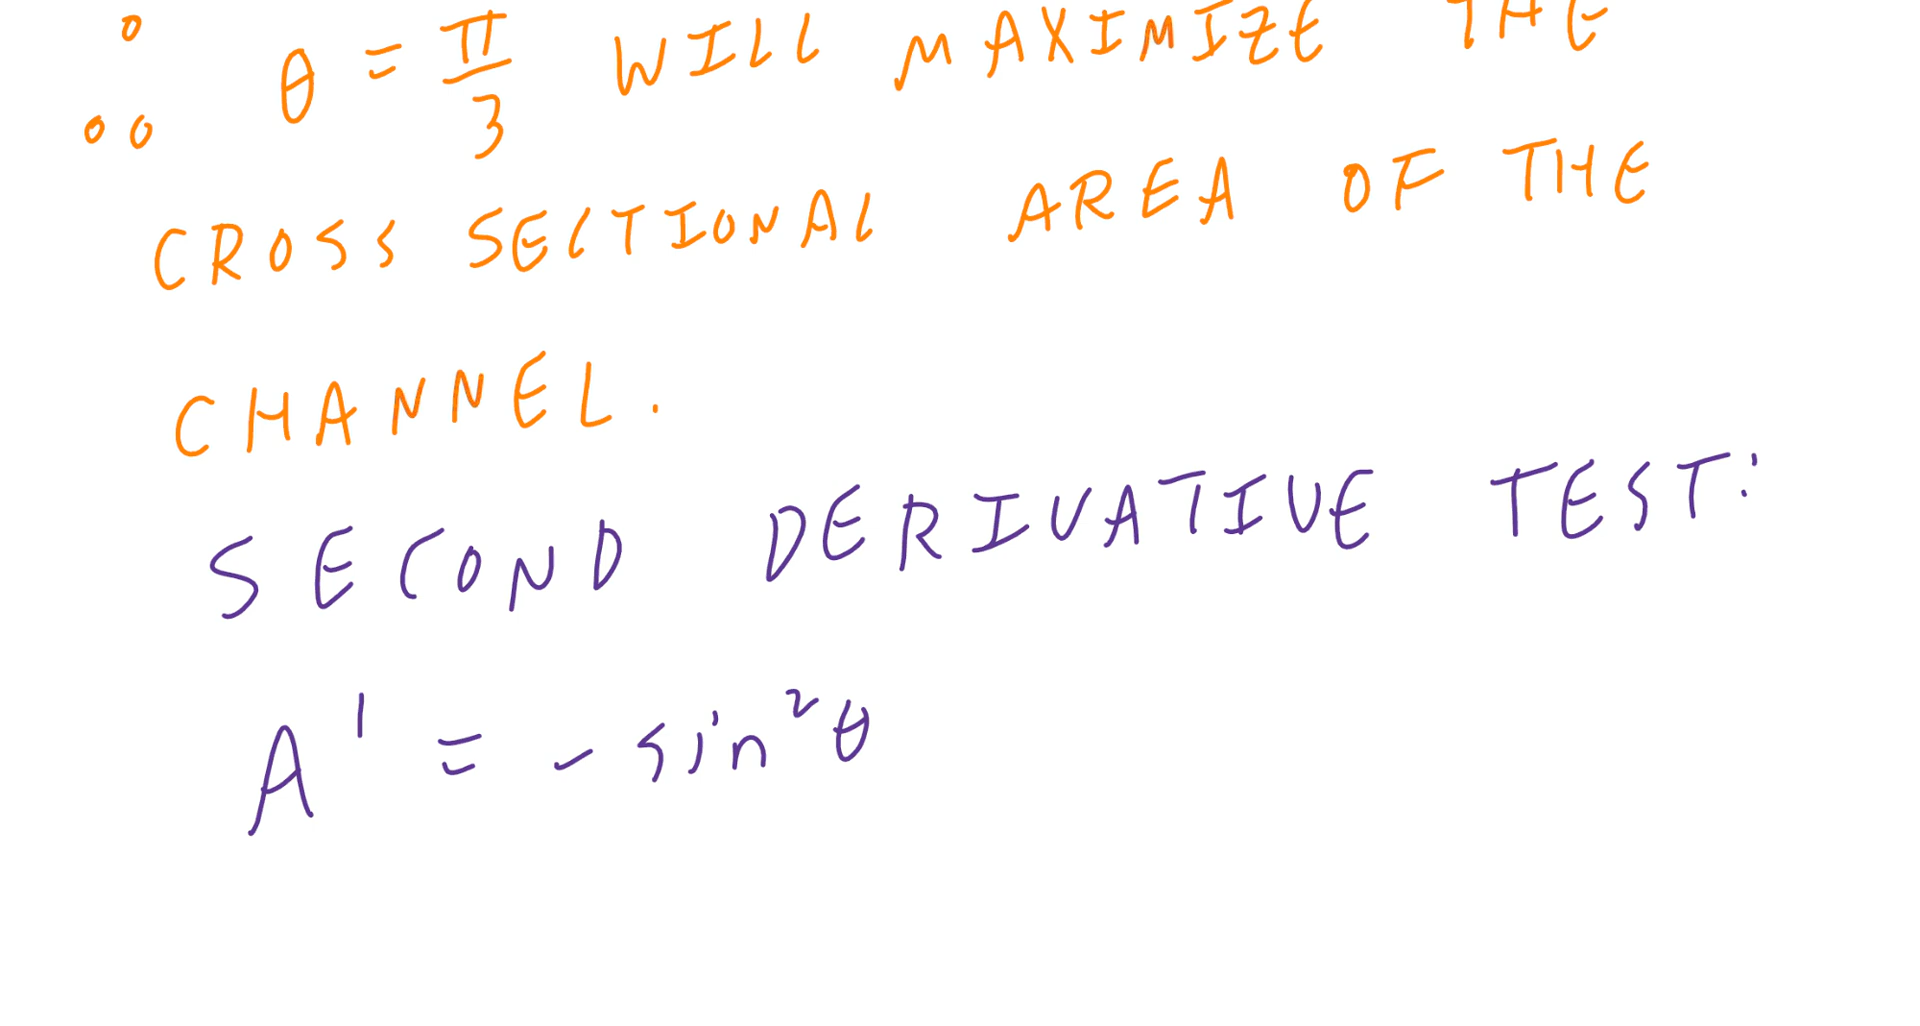 ∴ θ = π/3 WILL MAXIMIZE THE
CROSS SECTIONAL AREA OF THE
CHANNEL.
SECOND DERIVATIVE TEST:
A' = - sin²θ